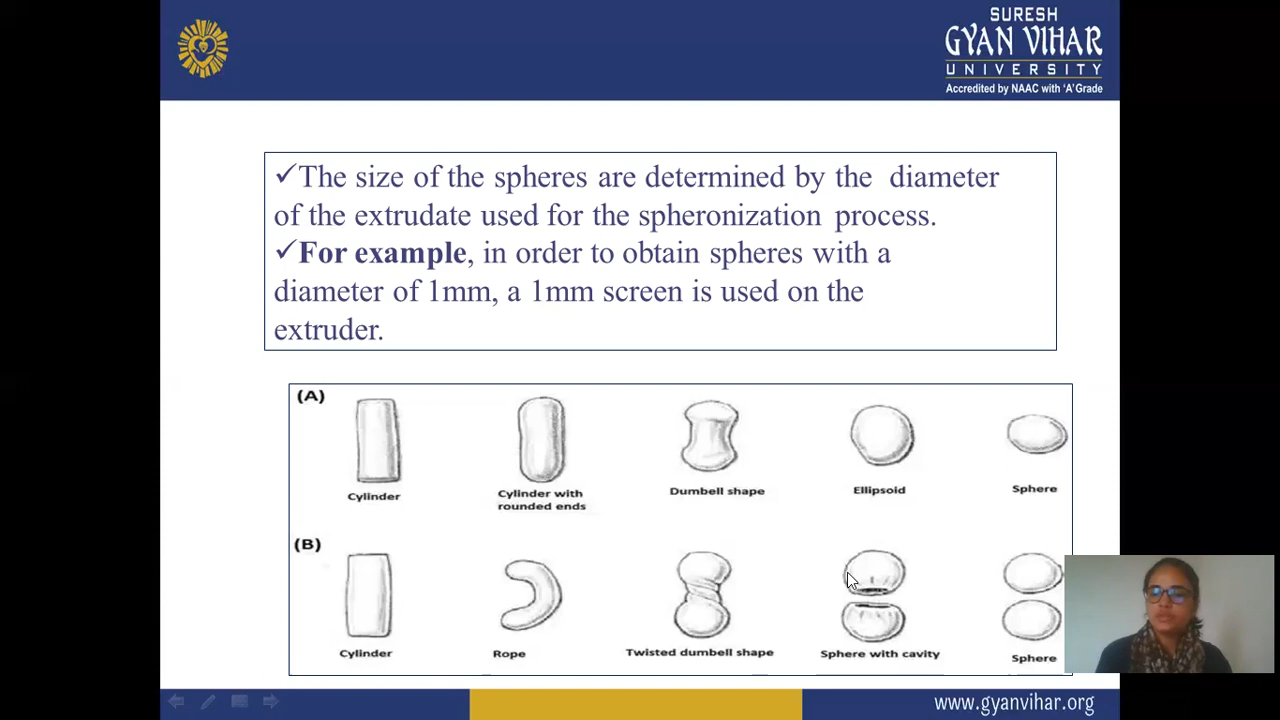 SURESH
GYAN VIHAR
UNIVERSITY
Accredited by NAAC with 'A' Grade
✓The size of the spheres are determined by the diameter
of the extrudate used for the spheronization process.
✓For example, in order to obtain spheres with a
diameter of 1mm, a 1mm screen is used on the
extruder.
(A)
Cylinder
Cylinder with
rounded ends
Dumbell shape
Ellipsoid
Sphere
(B)
Cylinder
Rope
Twisted dumbell shape
Sphere with cavity
Sphere
www.gyanvihar.org